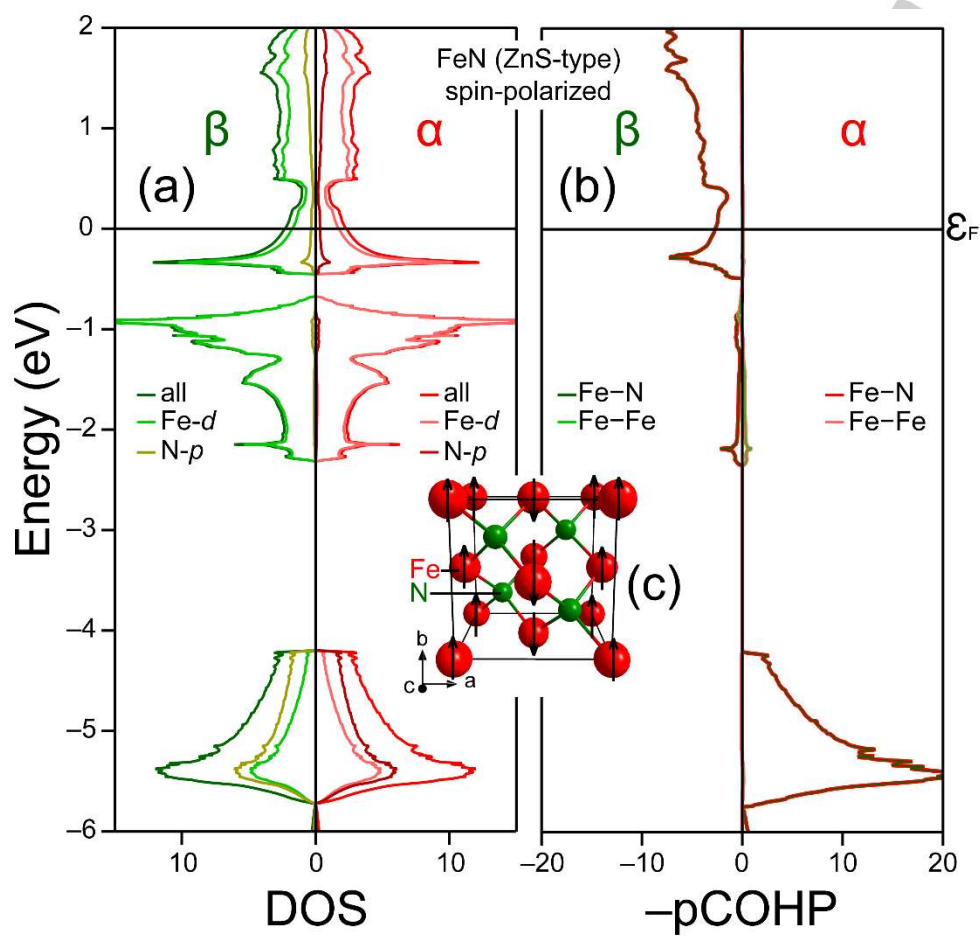 FeN (ZnS-type)
spin-polarized
β
α
(a)
2
1
0
−1
−2
−3
−4
−5
−6
Energy (eV)
all
Fe-d
N-p
all
Fe-d
N-p
10
0
10
DOS
β
α
(b)
εF
Fe−N
Fe−Fe
Fe−N
Fe−Fe
−20
−10
0
10
20
−pCOHP
Fe
N
(c)
b
c
a